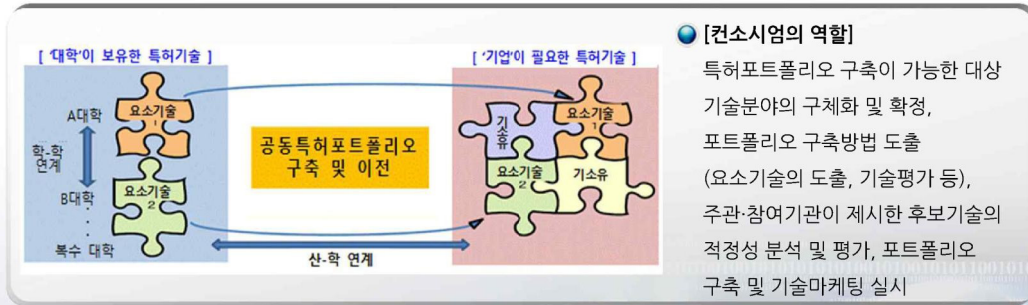 [ '대학'이 보유한 특허기술 ]
A대학
학-학
연계
B대학
복수 대학
요소기술
1
요소기술
2
공동특허포트폴리오
구축 및 이전
산-학 연계
[ '기업'이 필요한 특허기술 ]
기소유
요소기술
1
요소기술
2
기소유
[컨소시엄의 역할]
특허포트폴리오 구축이 가능한 대상
기술분야의 구체화 및 확정,
포트폴리오 구축방법 도출
(요소기술의 도출, 기술평가 등),
주관·참여기관이 제시한 후보기술의
적정성 분석 및 평가, 포트폴리오
구축 및 기술마케팅 실시